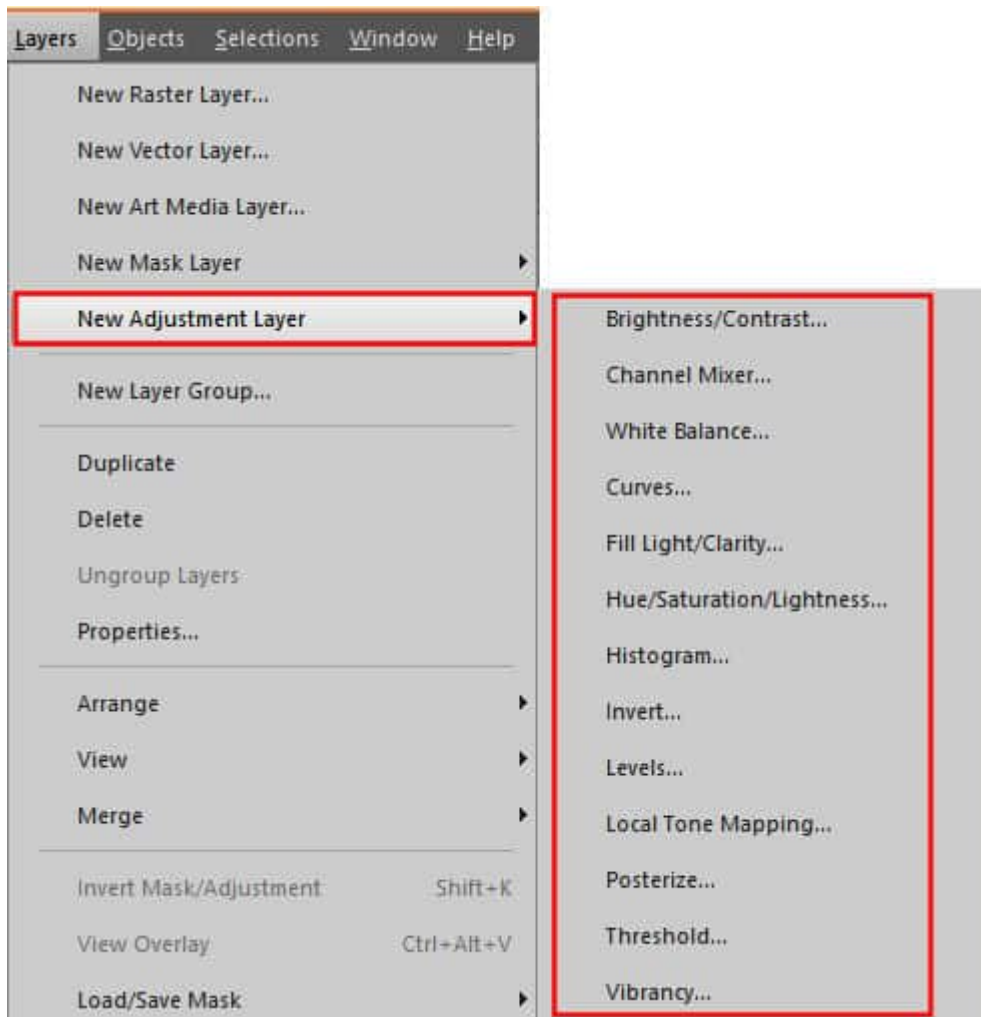 Layers Objects Selections Window Help
New Raster Layer...
New Vector Layer...
New Art Media Layer...
New Mask Layer
New Adjustment Layer
New Layer Group...
Duplicate
Delete
Ungroup Layers
Properties...
Arrange
View
Merge
Invert Mask/Adjustment Shift+K
View Overlay Ctrl+Alt+V
Load/Save Mask
Brightness/Contrast...
Channel Mixer...
White Balance...
Curves...
Fill Light/Clarity...
Hue/Saturation/Lightness...
Histogram...
Invert...
Levels...
Local Tone Mapping...
Posterize...
Threshold...
Vibrancy...